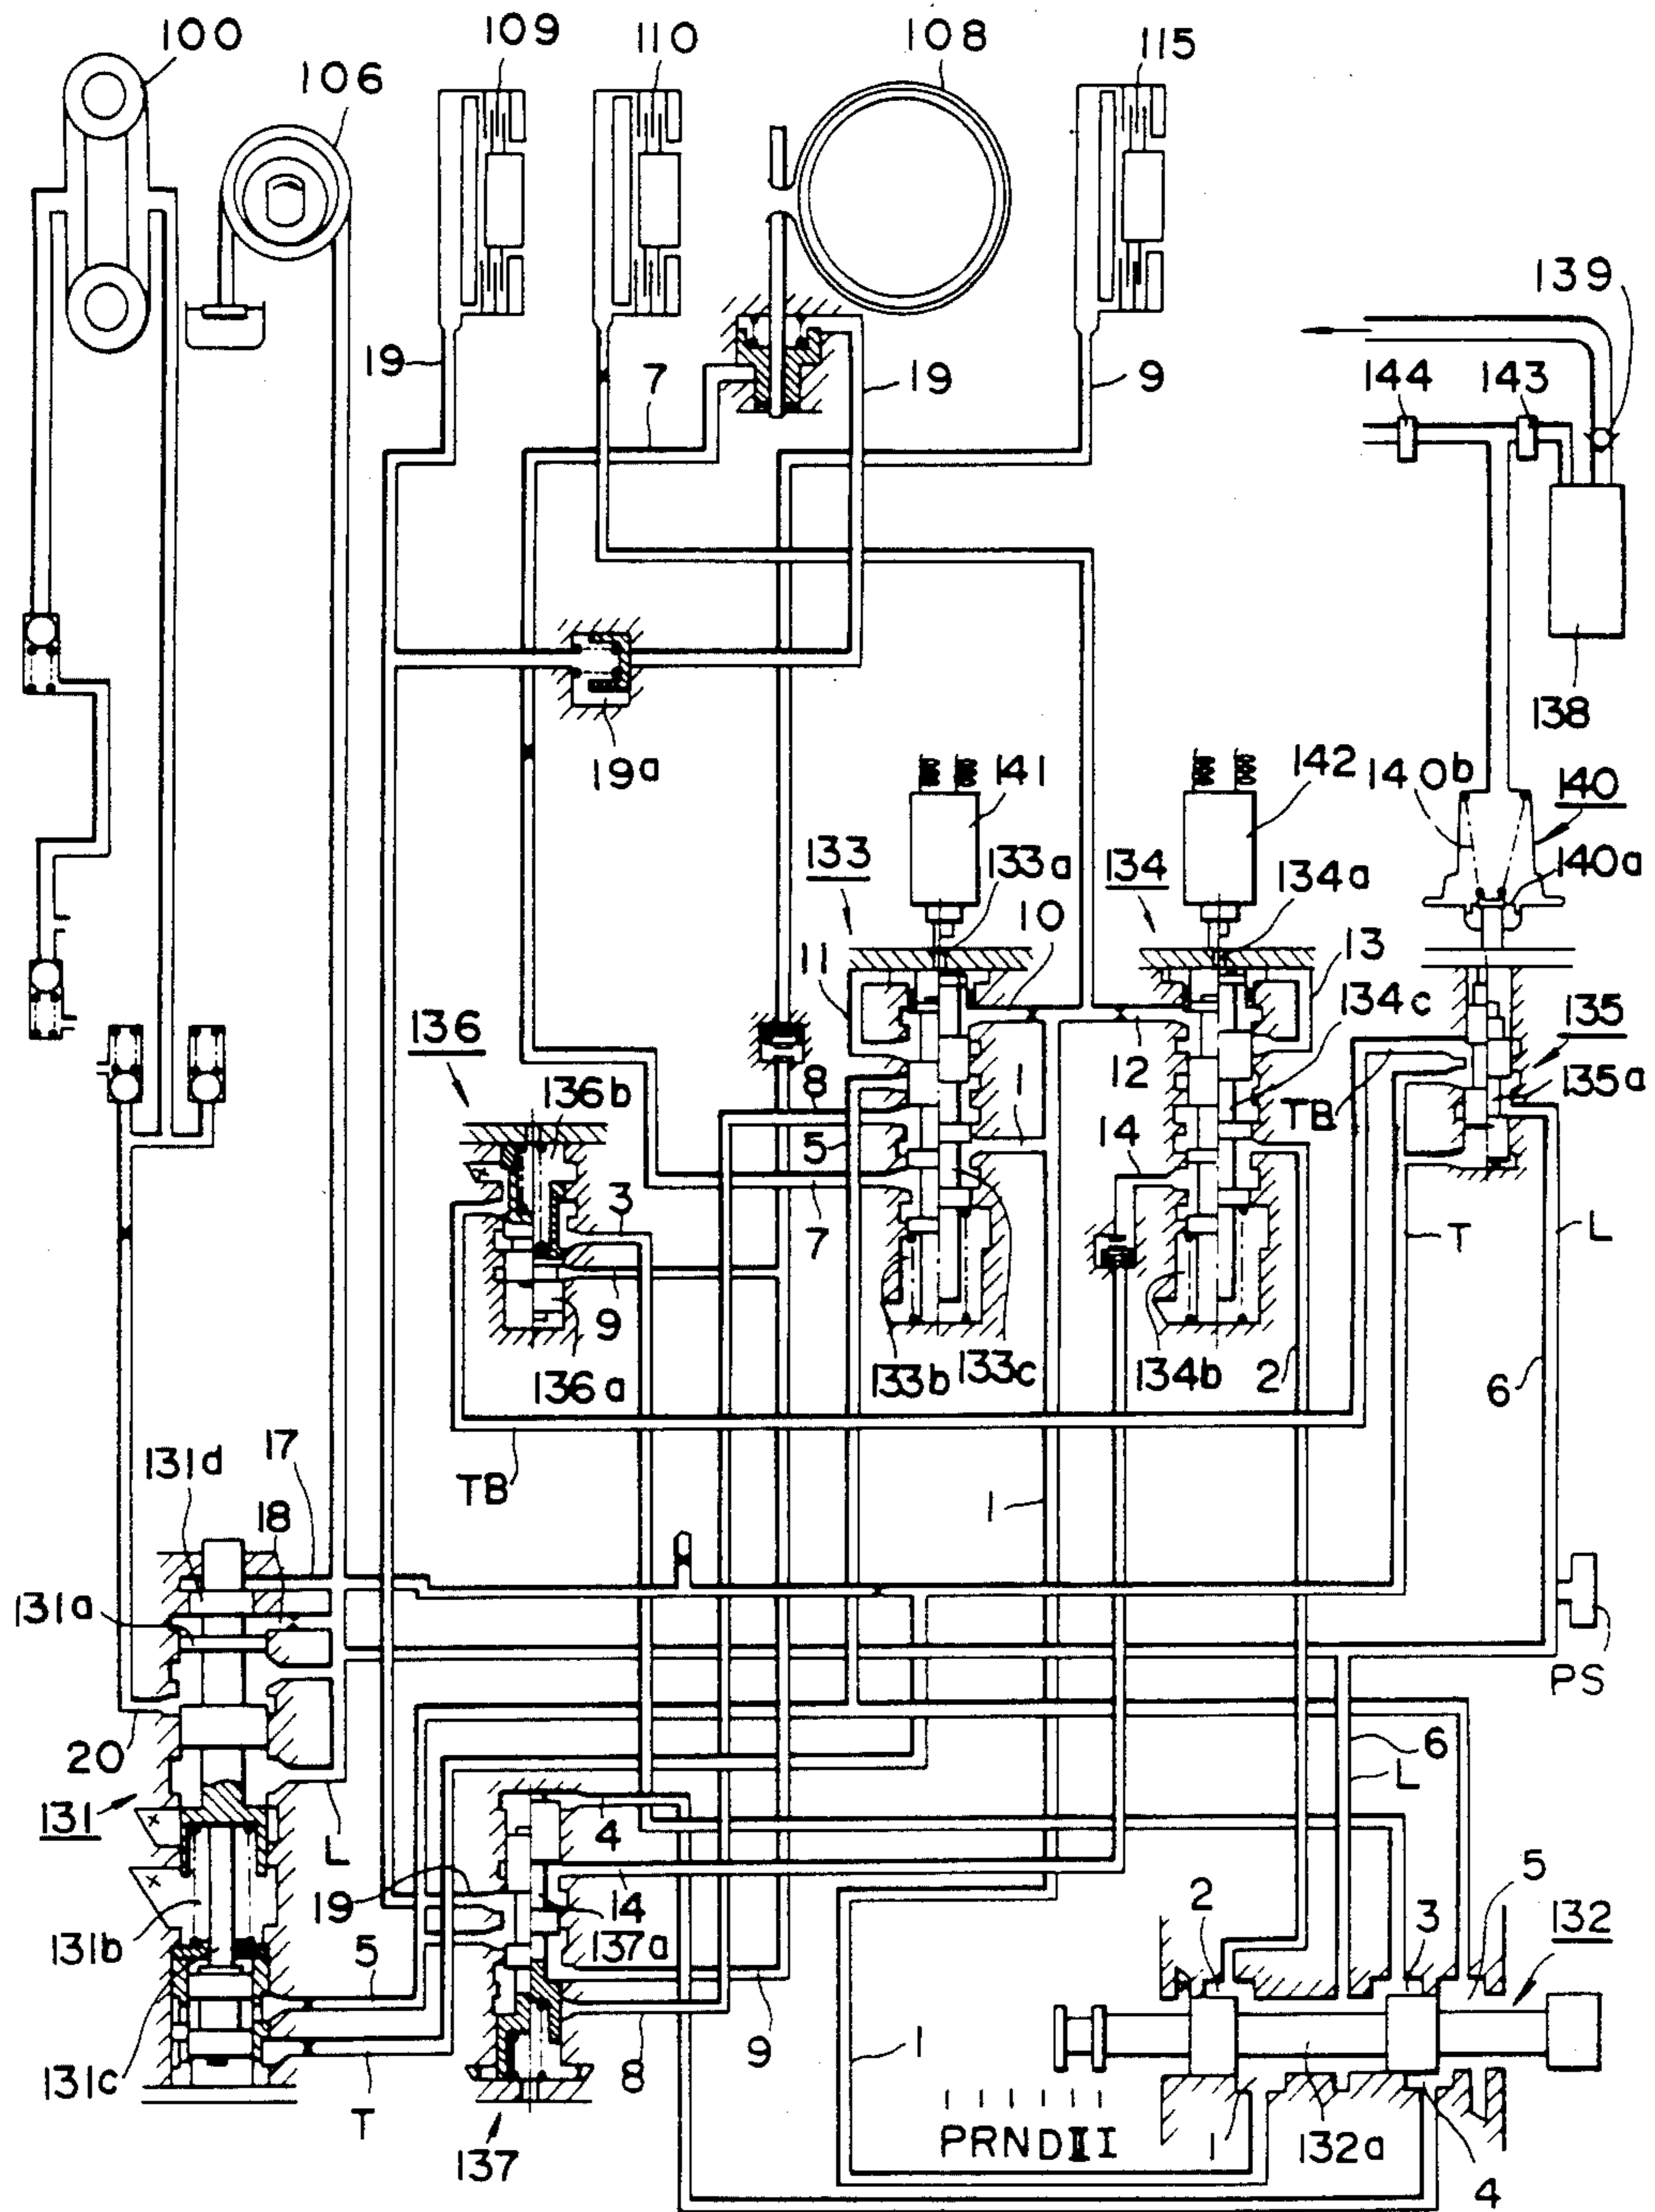 100
106
109
110
108
115
139
19
7
19
9
144
143
138
19a
141
142
140b
140
133
133a
134
134a
140a
11
10
13
134c
136
136b
8
1
12
TB
135
135a
5
14
3
7
T
L
9
136a
133b
133c
134b
2
6
17
131d
TB
1
18
131a
PS
20
6
L
131
L
4
14
19
137a
2
3
5
132
131b
5
9
8
1
131c
T
137
PRNDⅡI
1
132a
4